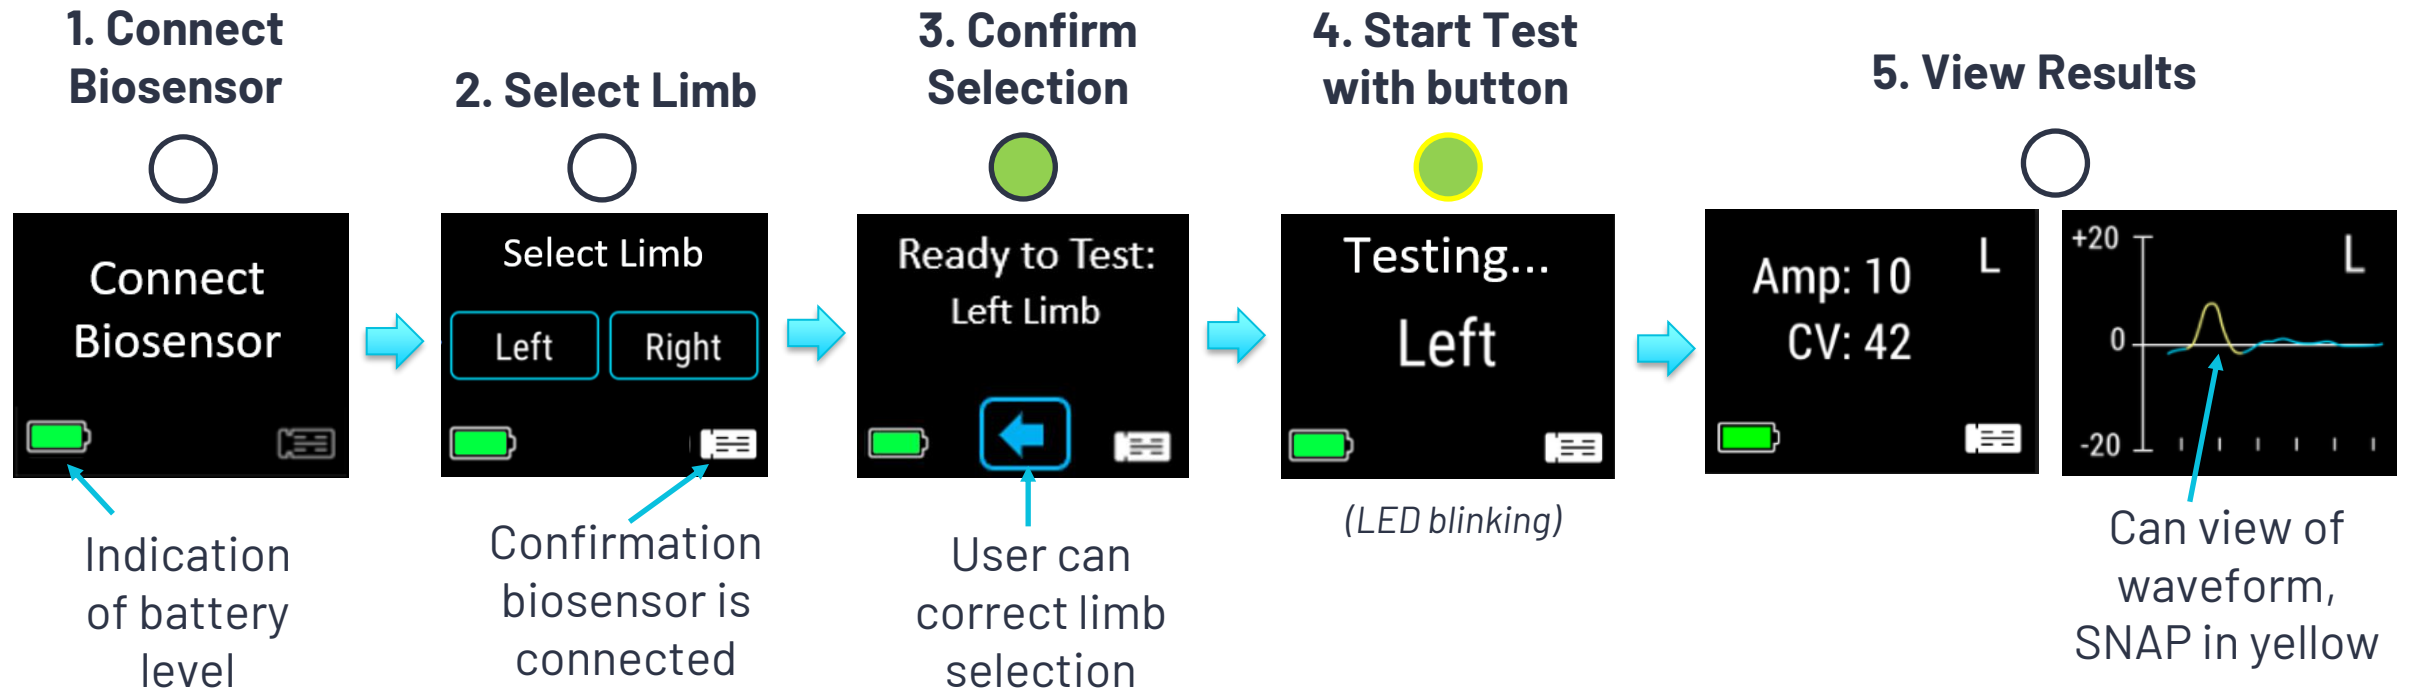 1. Connect
Biosensor
2. Select Limb
3. Confirm
Selection
4. Start Test
with button
5. View Results
Connect
Biosensor
Select Limb
Left
Right
Ready to Test:
Left Limb
Testing...
Left
L
Amp: 10
CV: 42
+20
L
0
-20
Indication
of battery
level
Confirmation
biosensor is
connected
User can
correct limb
selection
(LED blinking)
Can view of
waveform,
SNAP in yellow